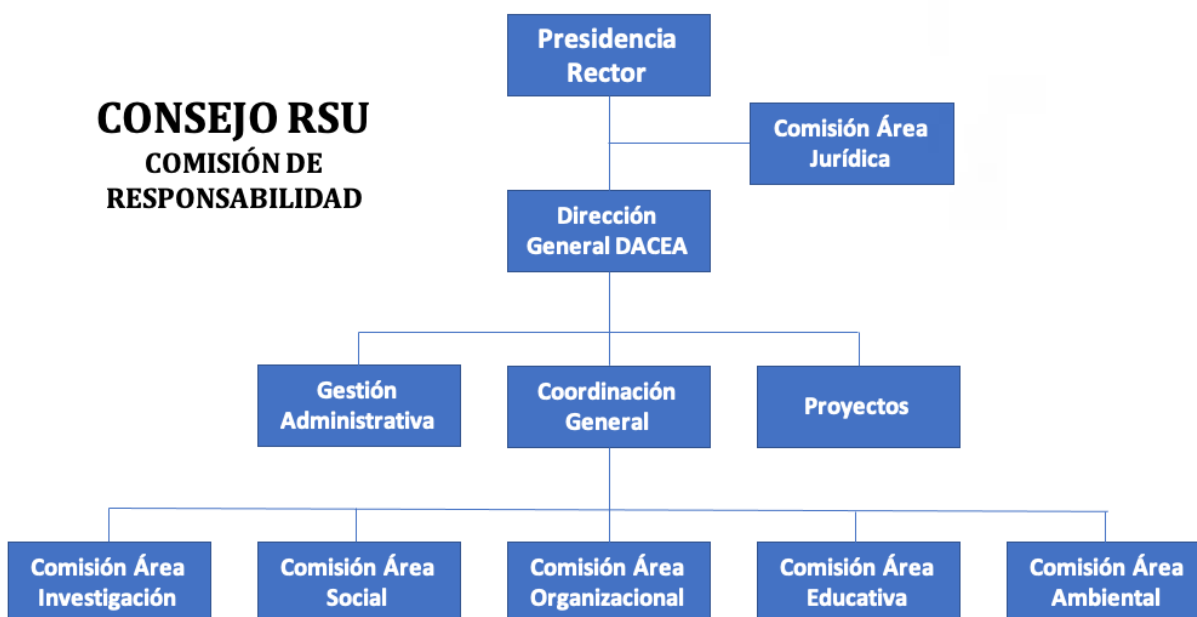 Presidencia
Rector
CONSEJO RSU
COMISIÓN DE
RESPONSABILIDAD
Comisión Área
Jurídica
Dirección
General DACEA
Gestión
Administrativa
Coordinación
General
Proyectos
Comisión Área
Investigación
Comisión Área
Social
Comisión Área
Organizacional
Comisión Área
Educativa
Comisión Área
Ambiental